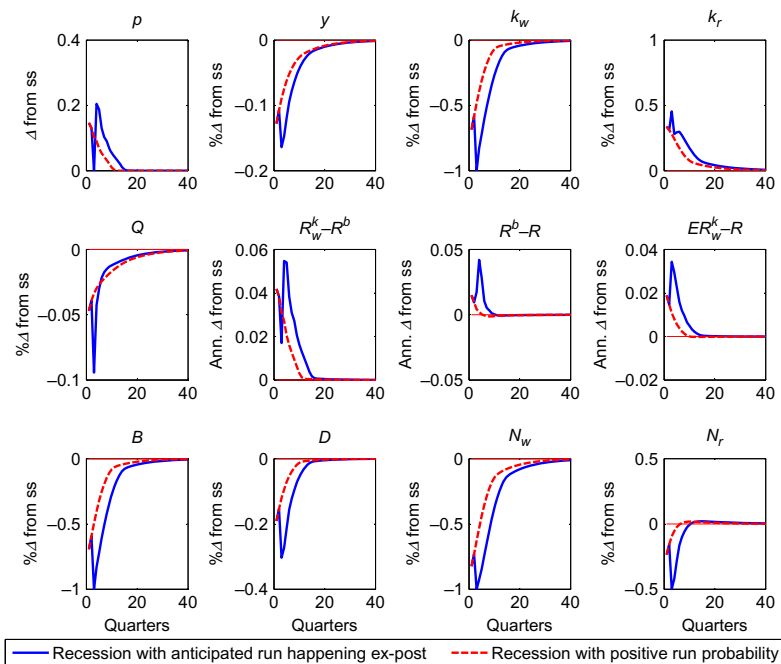 p y k_w k_r
Δ from ss
0.4
0.2
0
0 20 40
%Δ from ss
0
−0.1
−0.2
0 20 40
%Δ from ss
0
−0.5
−1
0 20 40
%Δ from ss
1
0.5
0
0 20 40
Q R^k_w–R^b R^b–R ER^k_w–R
%Δ from ss
0
−0.05
−0.1
0 20 40
Ann. Δ from ss
0.06
0.04
0.02
0
0 20 40
Ann. Δ from ss
0.05
0
−0.05
0 20 40
Ann. Δ from ss
0.04
0.02
0
−0.02
0 20 40
B D N_w N_r
%Δ from ss
0
−0.5
−1
0 20 40
Quarters
%Δ from ss
0
−0.2
−0.4
0 20 40
Quarters
%Δ from ss
0
−0.5
−1
0 20 40
Quarters
%Δ from ss
0.5
0
−0.5
0 20 40
Quarters
Recession with anticipated run happening ex-post Recession with positive run probability